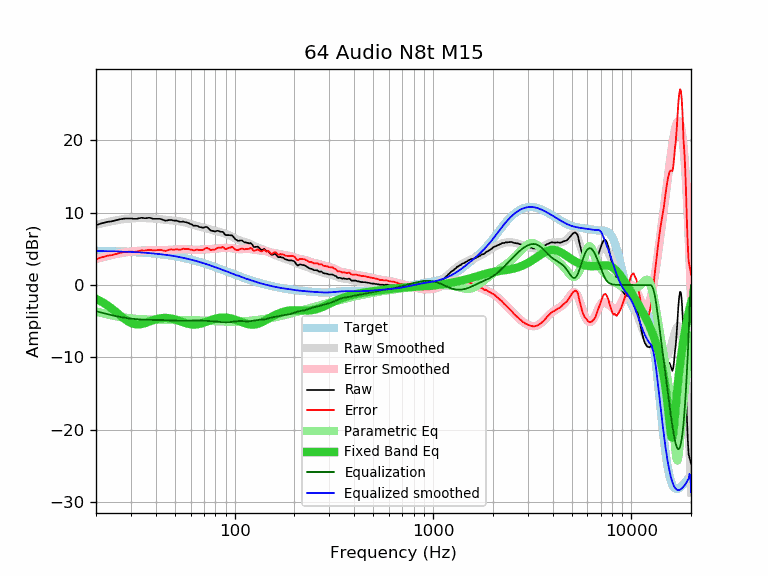 64 Audio N8t M15
Amplitude (dBr)
20
10
0
−10
−20
−30
Target
Raw Smoothed
Error Smoothed
Raw
Error
Parametric Eq
Fixed Band Eq
Equalization
Equalized smoothed
100 1000 10000
Frequency (Hz)